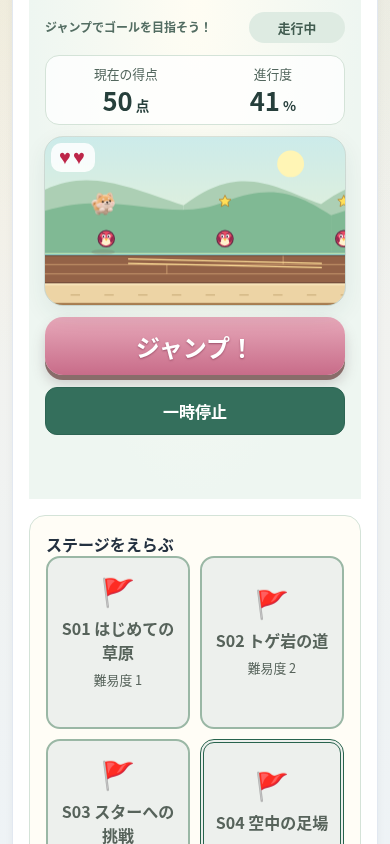 ジャンプでゴールを目指そう！
走行中
現在の得点
進行度
50 点
41 %
ジャンプ！
一時停止
ステージをえらぶ
S01 はじめての
草原
難易度 1
S02 トゲ岩の道
難易度 2
S03 スターへの
挑戦
S04 空中の足場